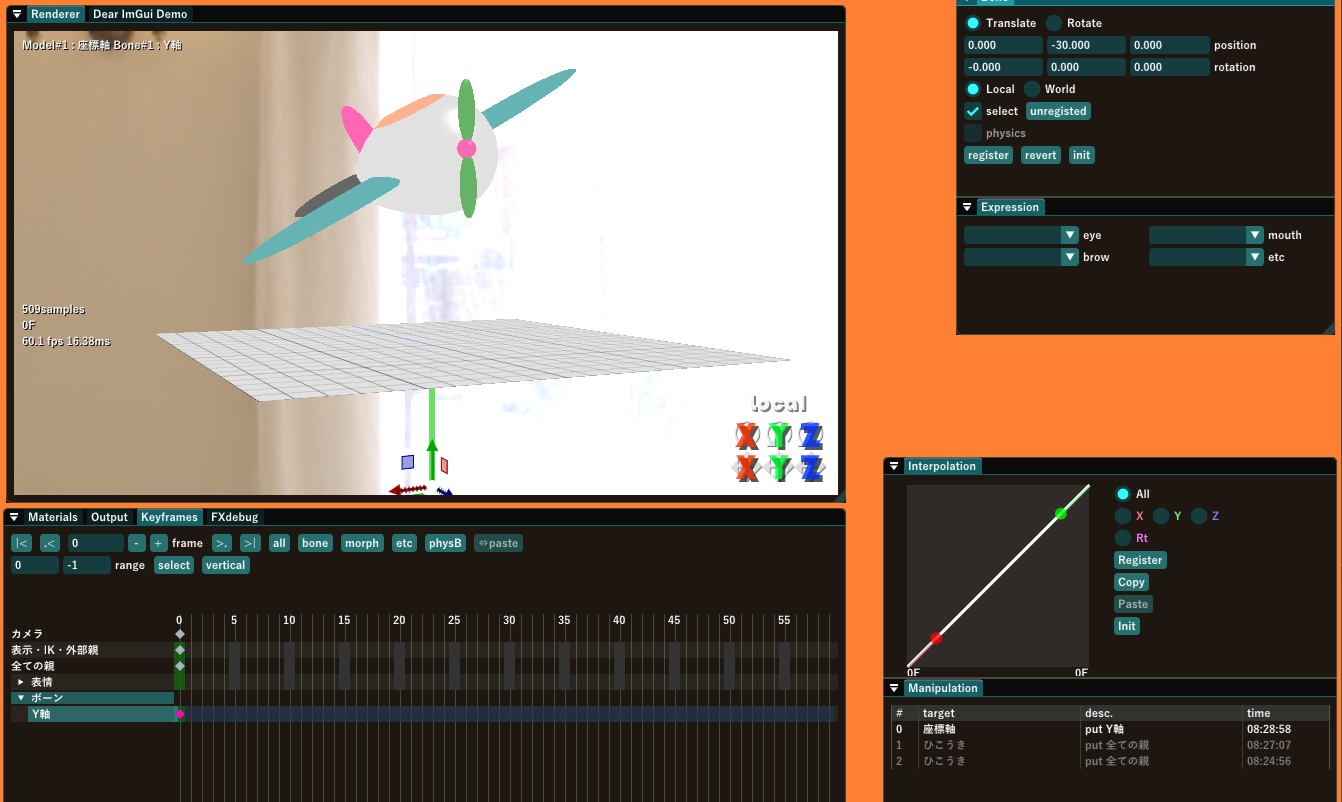 Renderer Dear ImGui Demo
Model#1 : 座標軸 Bone#1 : Y軸
509samples
0F
60.1 fps 16.38ms
Local
X Y Z
X Y Z
Translate Rotate
0.000 -30.000 0.000 position
-0.000 0.000 0.000 rotation
Local World
select unregisted
physics
register revert init
Expression
eye mouth
brow etc
Materials Output Keyframes FXdebug
|< .< 0 - + frame >. >| all bone morph etc physB ⇔paste
0 -1 range select vertical
0 5 10 15 20 25 30 35 40 45 50 55
カメラ
表示・IK・外部親
全ての親
表情
ボーン
Y軸
Interpolation
All
X Y Z
Rt
Register
Copy
Paste
Init
0F 0F
Manipulation
# target desc. time
0 座標軸 put Y軸 08:28:58
1 ひこうき put 全ての親 08:27:07
2 ひこうき put 全ての親 08:24:56